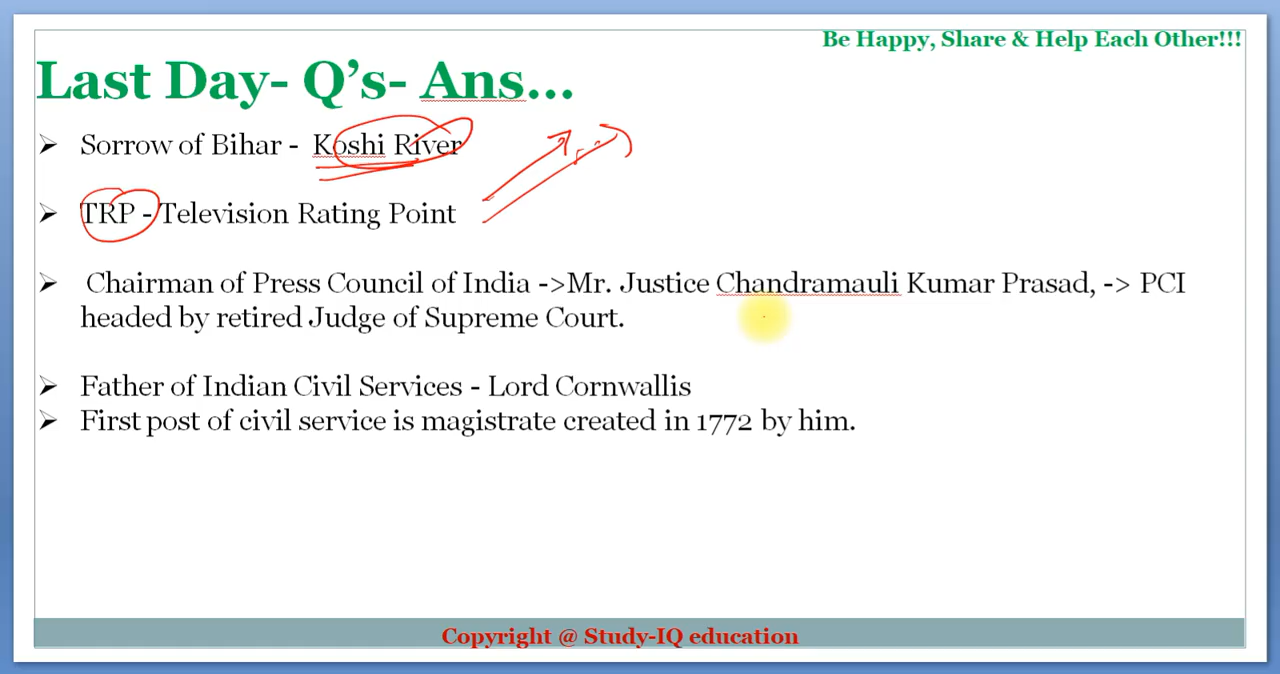 Be Happy, Share & Help Each Other!!!
Last Day- Q's- Ans...
Sorrow of Bihar - Koshi River
TRP - Television Rating Point
Chairman of Press Council of India ->Mr. Justice Chandramauli Kumar Prasad, -> PCI
headed by retired Judge of Supreme Court.
Father of Indian Civil Services - Lord Cornwallis
First post of civil service is magistrate created in 1772 by him.
Copyright @ Study-IQ education